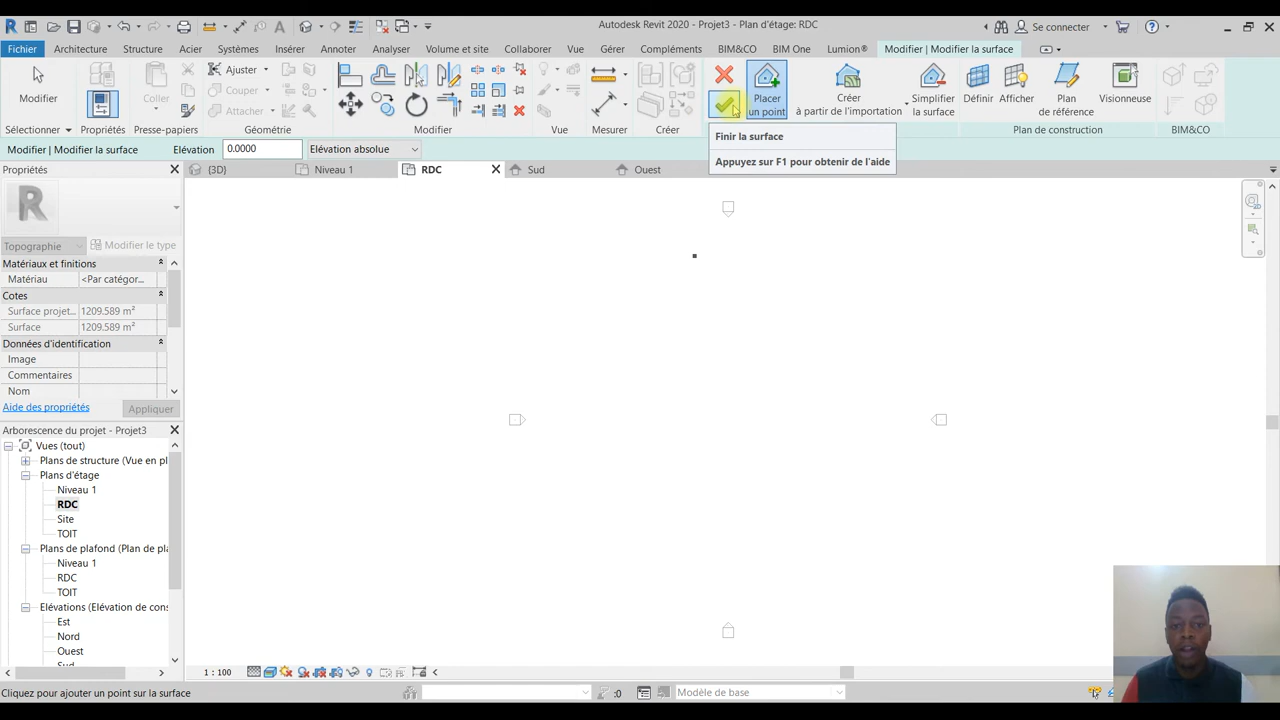 Autodesk Revit 2020 - Projet3 - Plan d'étage: RDC
Se connecter
Fichier
Architecture
Structure
Acier
Systèmes
Insérer
Annoter
Analyser
Volume et site
Collaborer
Vue
Gérer
Compléments
BIM&CO
BIM One
Lumion®
Modifier | Modifier la surface
Modifier
Coller
Ajuster
Couper
Attacher
Placer
un point
Créer
à partir de l'importation
Simplifier
la surface
Définir
Afficher
Plan
de référence
Visionneuse
Sélectionner
Propriétés
Presse-papiers
Géométrie
Modifier
Vue
Mesurer
Créer
Plan de construction
BIM&CO
Finir la surface
Appuyez sur F1 pour obtenir de l'aide
Modifier | Modifier la surface
Elévation
0.0000
Elévation absolue
Propriétés
{3D}
Niveau 1
RDC
Sud
Ouest
R
Topographie
Modifier le type
Matériaux et finitions
Matériau
<Par catégor...
Cotes
Surface projet...
1209.589 m²
Surface
1209.589 m²
Données d'identification
Image
Commentaires
Nom
Aide des propriétés
Appliquer
Arborescence du projet - Projet3
Vues (tout)
Plans de structure (Vue en pl
Plans d'étage
Niveau 1
RDC
Site
TOIT
Plans de plafond (Plan de pla
Niveau 1
RDC
TOIT
Elévations (Elévation de cons
Est
Nord
Ouest
Sud
1 : 100
Cliquez pour ajouter un point sur la surface
:0
Modèle de base